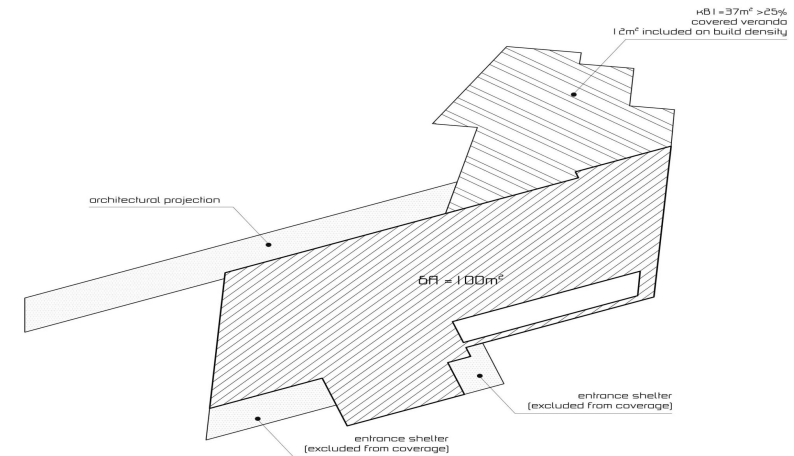 κΒ1=37m² >25%
covered veranda
12m² included on build density
architectural projection
δΑ = 100m²
entrance shelter
(excluded from coverage)
entrance shelter
(excluded from coverage)